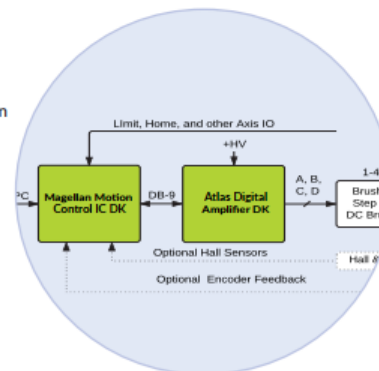 LImit, Home, and other Axis IO
+HV
Magellan Motion
Control IC DK
DB-9
Atlas Digital
Amplifier DK
A, B,
C, D
1-4
Brush
Step
DC Br
Optional Hall Sensors
Hall
Optional Encoder Feedback